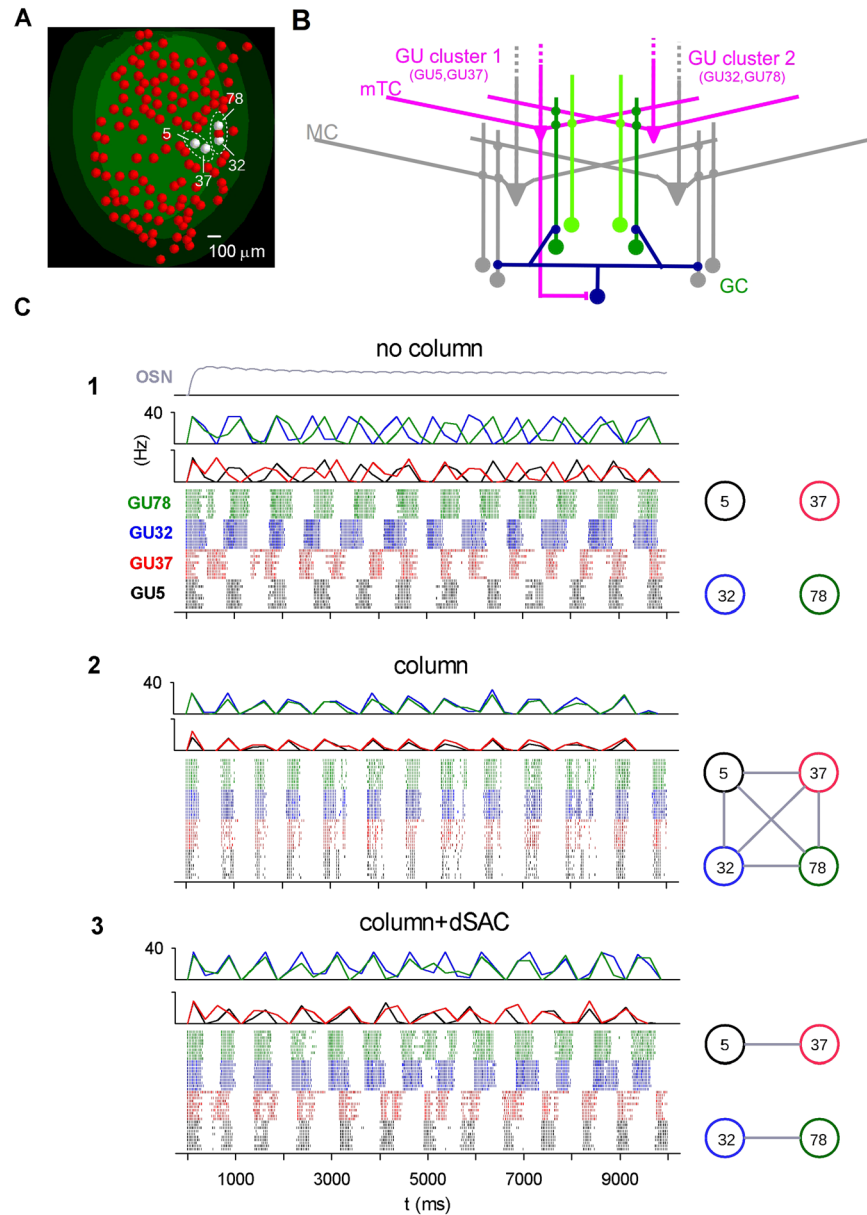 A
78
5
37
32
100 μm
B
GU cluster 1
(GU5,GU37)
GU cluster 2
(GU32,GU78)
mTC
MC
GC
C
no column
1
OSN
40
(Hz)
GU78
GU32
GU37
GU5
5
37
32
78
column
2
40
5
37
32
78
column+dSAC
3
40
5
37
32
78
1000
3000
5000
7000
9000
t (ms)